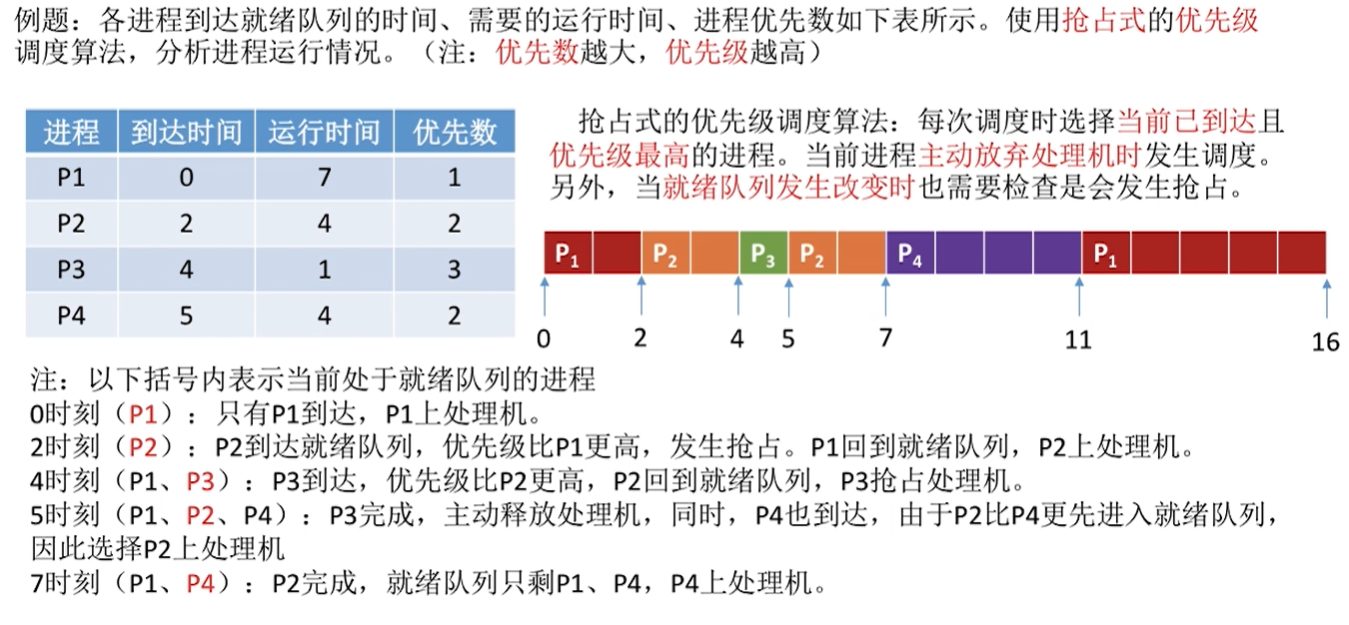 例题：各进程到达就绪队列的时间、需要的运行时间、进程优先数如下表所示。使用抢占式的优先级
调度算法，分析进程运行情况。（注：优先数越大，优先级越高）
进程 到达时间 运行时间 优先数
P1 0 7 1
P2 2 4 2
P3 4 1 3
P4 5 4 2
抢占式的优先级调度算法：每次调度时选择当前已到达且
优先级最高的进程。当前进程主动放弃处理机时发生调度。
另外，当就绪队列发生改变时也需要检查是会发生抢占。
P1 P2 P3 P2 P4 P1
0 2 4 5 7 11 16
注：以下括号内表示当前处于就绪队列的进程
0时刻（P1）：只有P1到达，P1上处理机。
2时刻（P2）：P2到达就绪队列，优先级比P1更高，发生抢占。P1回到就绪队列，P2上处理机。
4时刻（P1、P3）：P3到达，优先级比P2更高，P2回到就绪队列，P3抢占处理机。
5时刻（P1、P2、P4）：P3完成，主动释放处理机，同时，P4也到达，由于P2比P4更先进入就绪队列，
因此选择P2上处理机
7时刻（P1、P4）：P2完成，就绪队列只剩P1、P4，P4上处理机。